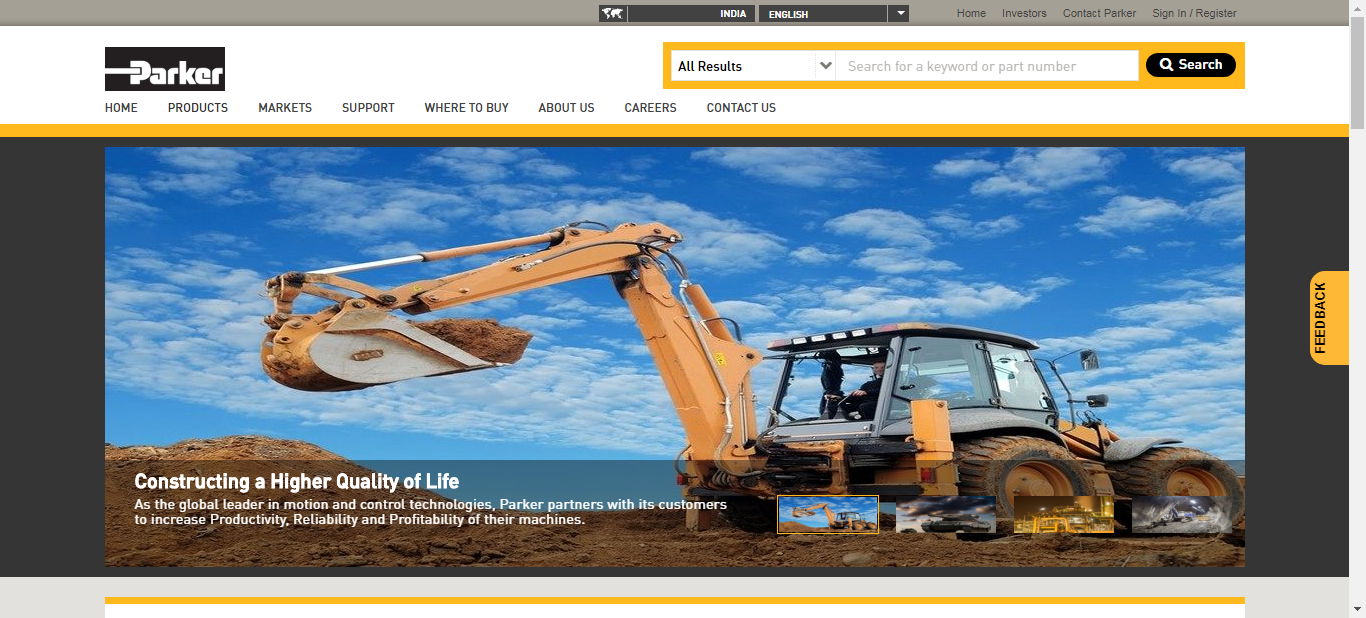 INDIA ENGLISH Home Investors Contact Parker Sign In / Register
Parker
All Results Search for a keyword or part number Search
HOME PRODUCTS MARKETS SUPPORT WHERE TO BUY ABOUT US CAREERS CONTACT US
FEEDBACK
Constructing a Higher Quality of Life
As the global leader in motion and control technologies, Parker partners with its customers
to increase Productivity, Reliability and Profitability of their machines.